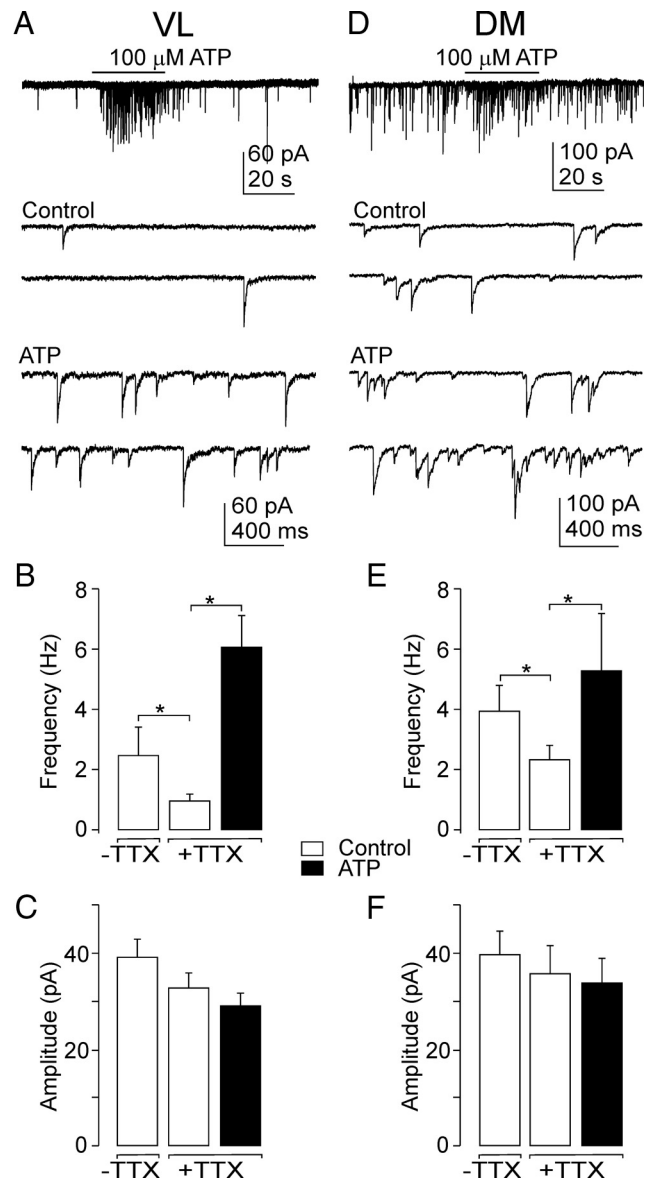 A VL
100 µM ATP
60 pA
20 s
Control
ATP
60 pA
400 ms
D DM
100 µM ATP
100 pA
20 s
Control
ATP
100 pA
400 ms
B
Frequency (Hz)
8
6
4
2
0
*
*
-TTX +TTX
E
Frequency (Hz)
8
6
4
2
0
*
*
-TTX +TTX
Control
ATP
C
Amplitude (pA)
40
20
0
-TTX +TTX
F
Amplitude (pA)
40
20
0
-TTX +TTX